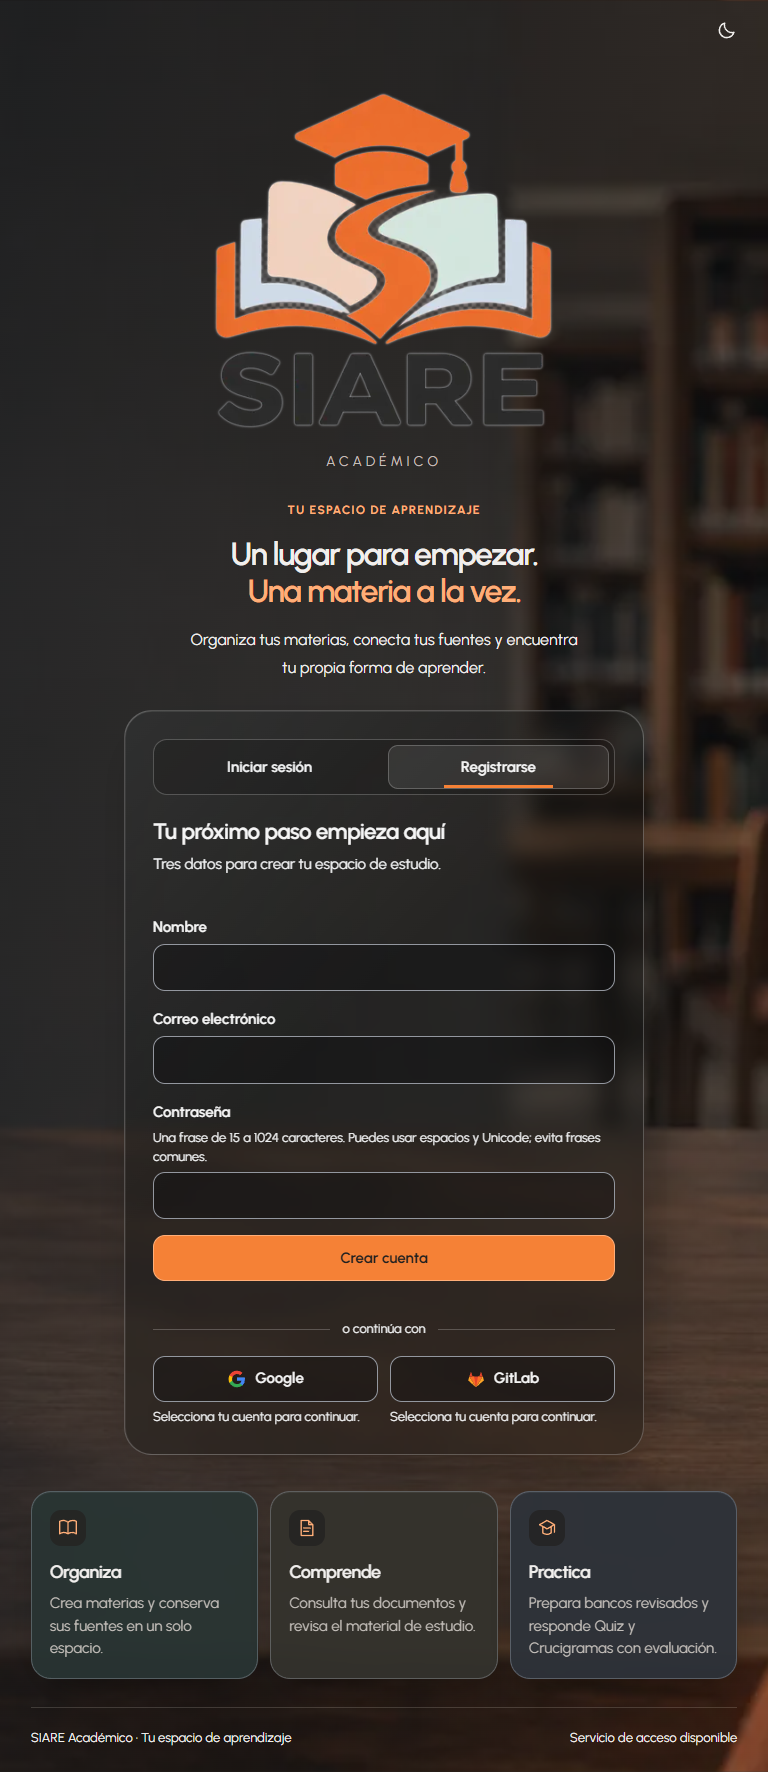 SIARE
ACADÉMICO
TU ESPACIO DE APRENDIZAJE
Un lugar para empezar.
Una materia a la vez.
Organiza tus materias, conecta tus fuentes y encuentra
tu propia forma de aprender.
Iniciar sesión
Registrarse
Tu próximo paso empieza aquí
Tres datos para crear tu espacio de estudio.
Nombre
Correo electrónico
Contraseña
Una frase de 15 a 1024 caracteres. Puedes usar espacios y Unicode; evita frases
comunes.
Crear cuenta
o continúa con
Google
GitLab
Selecciona tu cuenta para continuar.
Selecciona tu cuenta para continuar.
Organiza
Crea materias y conserva
sus fuentes en un solo
espacio.
Comprende
Consulta tus documentos y
revisa el material de estudio.
Practica
Prepara bancos revisados y
responde Quiz y
Crucigramas con evaluación.
SIARE Académico · Tu espacio de aprendizaje
Servicio de acceso disponible